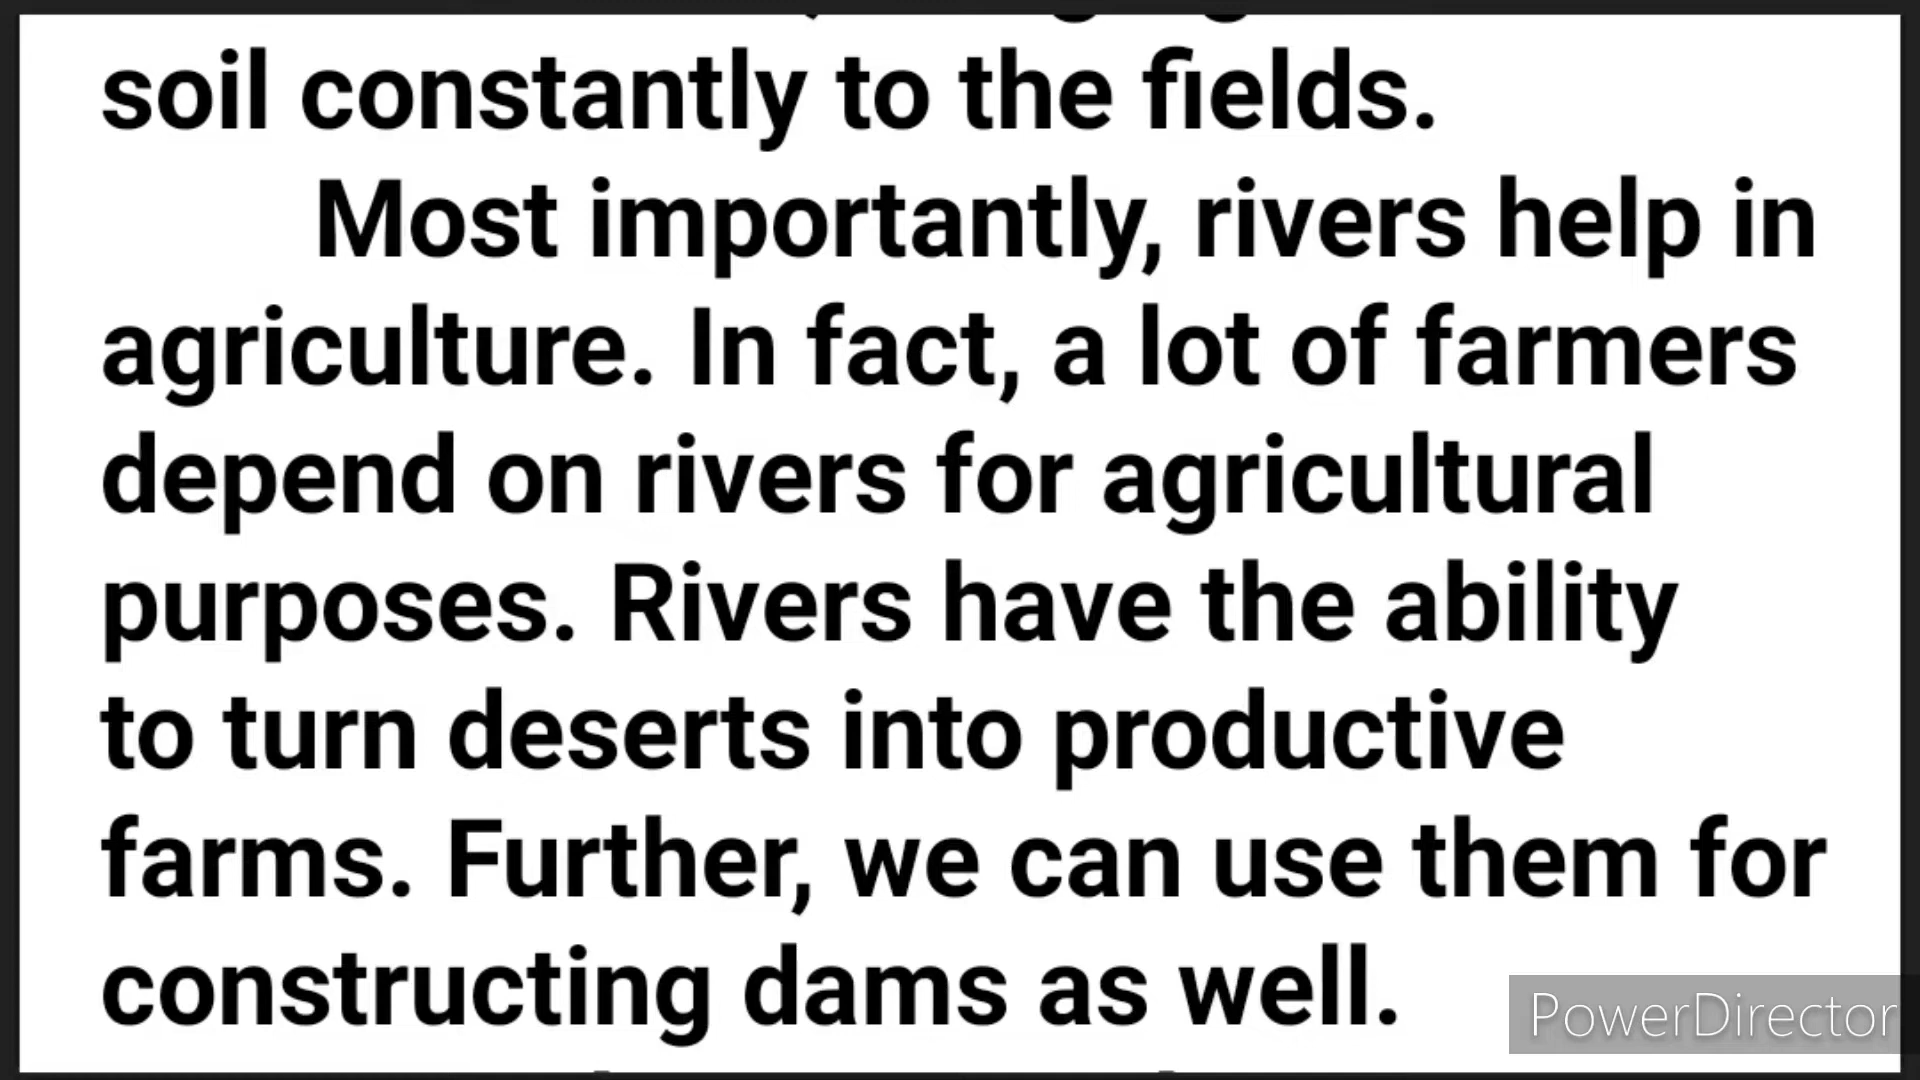 soil constantly to the fields.
Most importantly, rivers help in
agriculture. In fact, a lot of farmers
depend on rivers for agricultural
purposes. Rivers have the ability
to turn deserts into productive
farms. Further, we can use them for
constructing dams as well.
PowerDirector